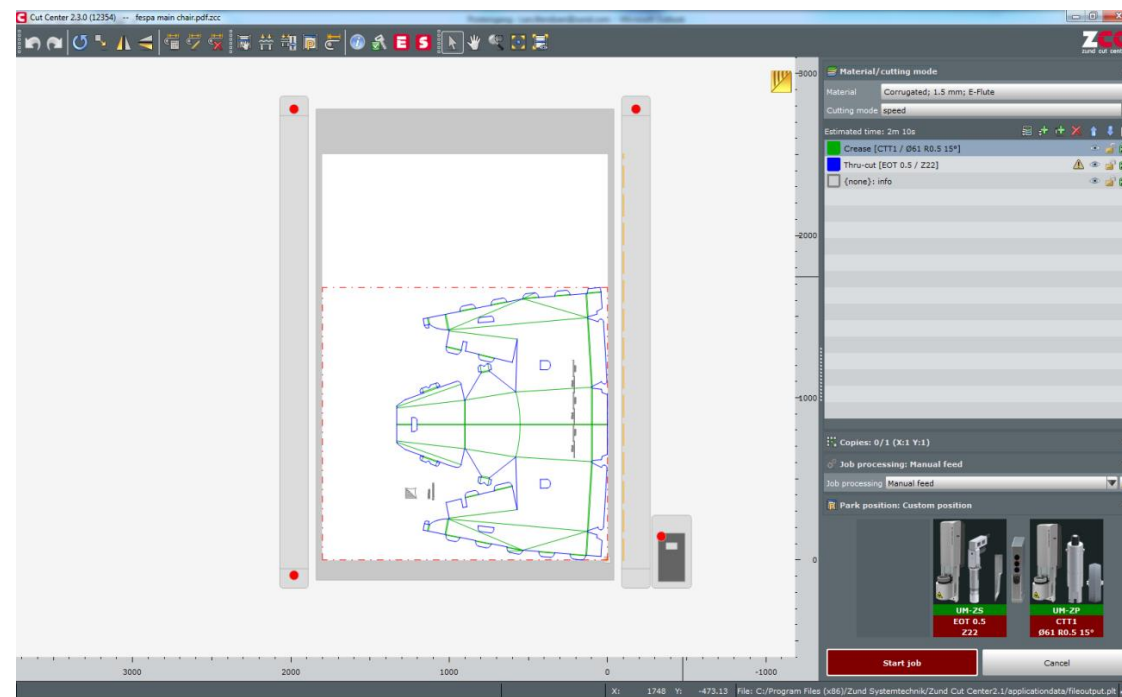 Cut Center 2.3.0 (12354) -- fespa main chair.pdf.zcc
E S
ZCC
zund cut cent
Material/cutting mode
Material Corrugated; 1.5 mm; E-Flute
Cutting mode speed
Estimated time: 2m 10s
Crease [CTT1 / Ø61 R0.5 15°]
Thru-cut [EOT 0.5 / Z22]
{none}: info
Copies: 0/1 (X:1 Y:1)
Job processing: Manual feed
Job processing Manual feed
Park position: Custom position
UM-ZS UM-ZP
EOT 0.5 CTT1
Z22 Ø61 R0.5 15°
Start job Cancel
3000
2000
1000
0
D
D
D
3000 2000 1000 0 -1000
X: 1748 Y: -473.13 File: C:/Program Files (x86)/Zund Systemtechnik/Zund Cut Center2.1/applicationdata/fileoutput.plt